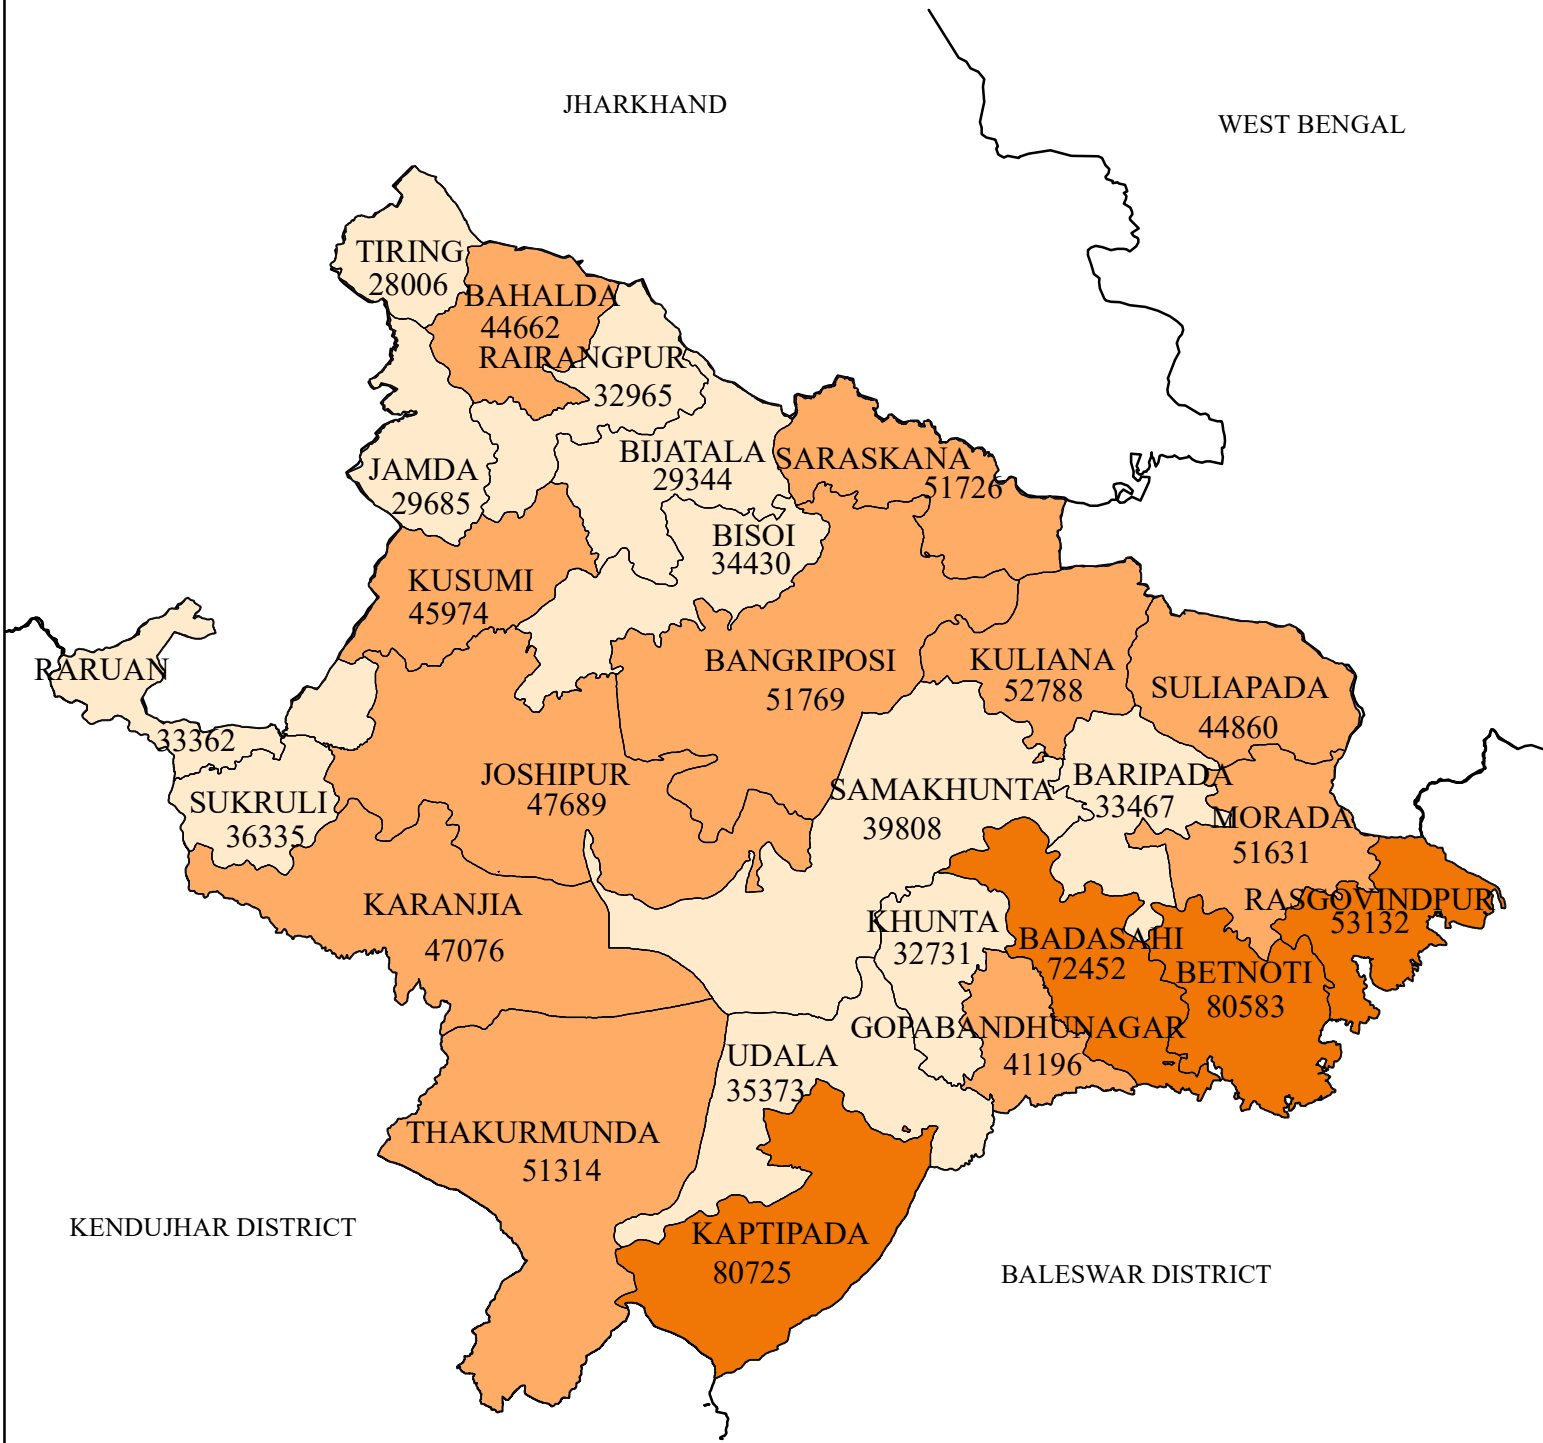 JHARKHAND
WEST BENGAL
TIRING
28006
BAHALDA
44662
RAIRANGPUR
32965
BIJATALA
29344
SARASKANA
51726
JAMDA
29685
BISOI
34430
KUSUMI
45974
RARUAN
33362
BANGRIPOSI
51769
KULIANA
52788
SULIAPADA
44860
JOSHIPUR
47689
SUKRULI
36335
SAMAKHUNTA
39808
BARIPADA
33467
MORADA
51631
KARANJIA
47076
KHUNTA
32731
RASGOVINDPUR
53132
BADASAHI
72452
BETNOTI
80583
GOPABANDHUNAGAR
41196
UDALA
35373
THAKURMUNDA
51314
KENDUJHAR DISTRICT
KAPTIPADA
80725
BALESWAR DISTRICT